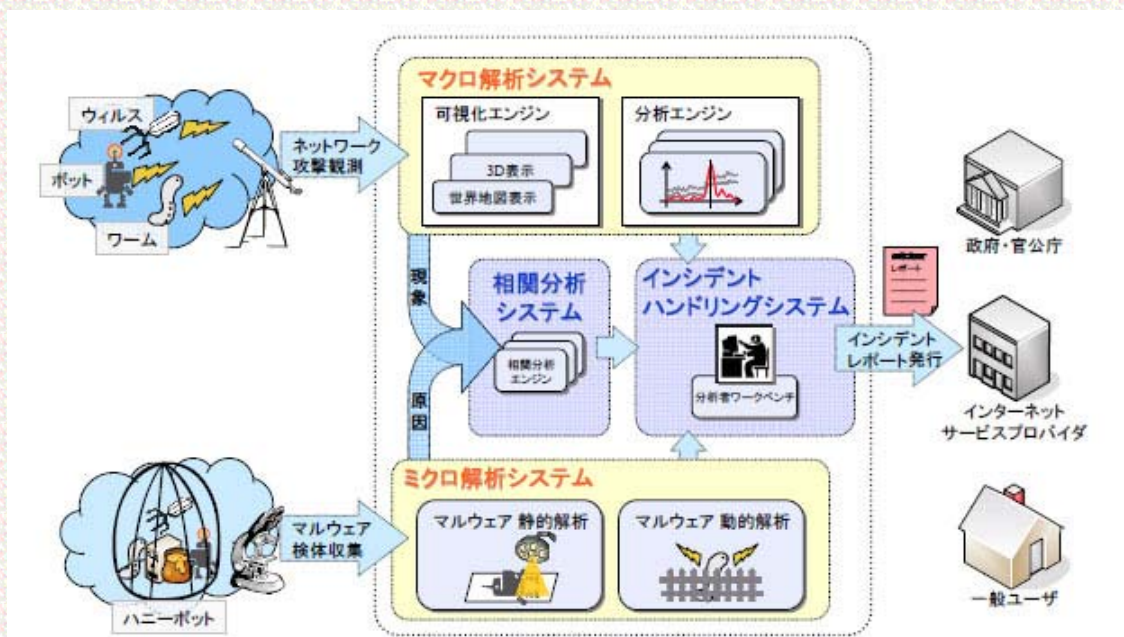 マクロ解析システム
ウィルス
ボット
ワーム
ネットワーク
攻撃観測
可視化エンジン
3D表示
世界地図表示
分析エンジン
政府・官公庁
現象
相関分析
システム
相関分析
エンジン
インシデント
ハンドリングシステム
分析者ワークベンチ
レポート
インシデント
レポート発行
インターネット
サービスプロバイダ
原因
ミクロ解析システム
マルウェア 静的解析
マルウェア 動的解析
マルウェア
検体収集
ハニーポット
一般ユーザ